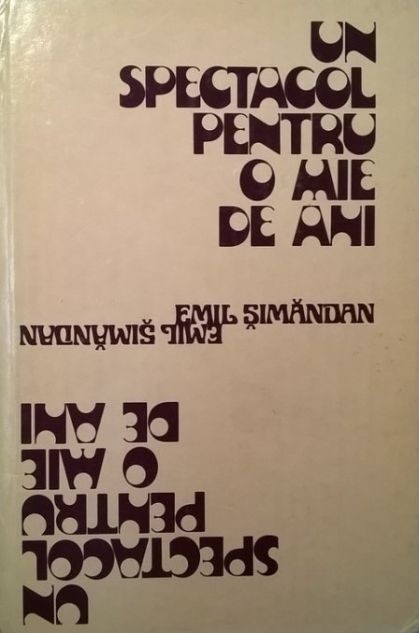 UN
SPECTACOL
PENTRU
O MIE
DE ANI
EMIL ȘIMĂNDAN
EMIL ȘIMĂNDAN
UN
SPECTACOL
PENTRU
O MIE
DE ANI